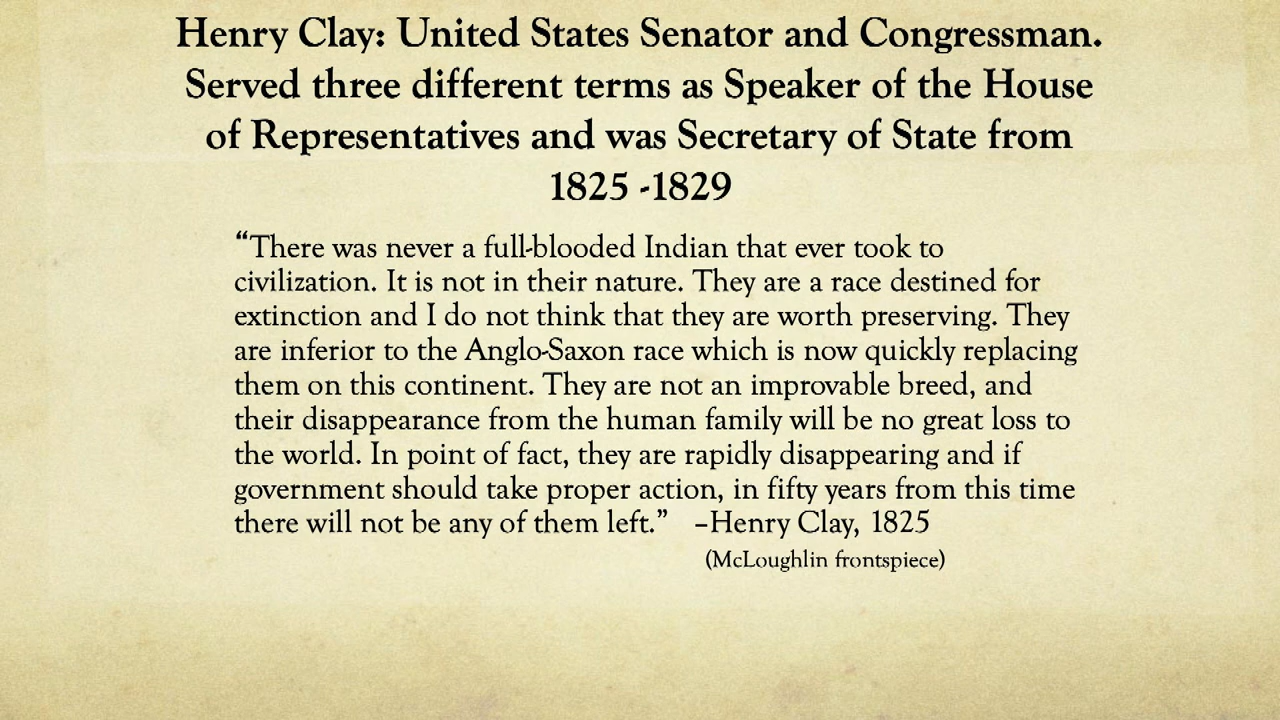 Henry Clay: United States Senator and Congressman.
Served three different terms as Speaker of the House
of Representatives and was Secretary of State from
1825 -1829
“There was never a full-blooded Indian that ever took to
civilization. It is not in their nature. They are a race destined for
extinction and I do not think that they are worth preserving. They
are inferior to the Anglo-Saxon race which is now quickly replacing
them on this continent. They are not an improvable breed, and
their disappearance from the human family will be no great loss to
the world. In point of fact, they are rapidly disappearing and if
government should take proper action, in fifty years from this time
there will not be any of them left.” –Henry Clay, 1825
(McLoughlin frontspiece)